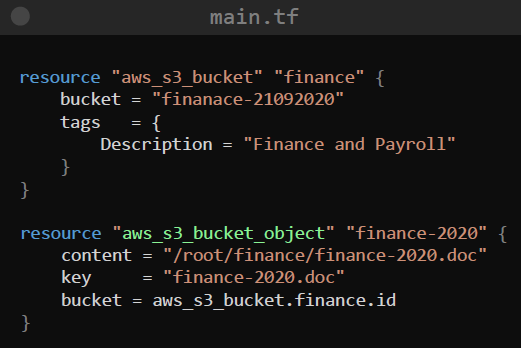 main.tf
resource "aws_s3_bucket" "finance" {
    bucket = "finanace-21092020"
    tags   = {
        Description = "Finance and Payroll"
    }
}
resource "aws_s3_bucket_object" "finance-2020" {
    content = "/root/finance/finance-2020.doc"
    key     = "finance-2020.doc"
    bucket = aws_s3_bucket.finance.id
}